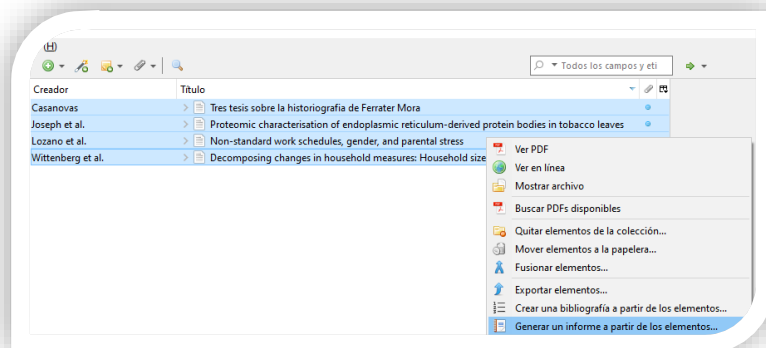 (H)
Todos los campos y eti
Creador Título
Casanovas Tres tesis sobre la historiografia de Ferrater Mora
Joseph et al. Proteomic characterisation of endoplasmic reticulum-derived protein bodies in tobacco leaves
Lozano et al. Non-standard work schedules, gender, and parental stress
Wittenberg et al. Decomposing changes in household measures: Household size
Ver PDF
Ver en línea
Mostrar archivo
Buscar PDFs disponibles
Quitar elementos de la colección...
Mover elementos a la papelera...
Fusionar elementos...
Exportar elementos...
Crear una bibliografía a partir de los elementos...
Generar un informe a partir de los elementos...